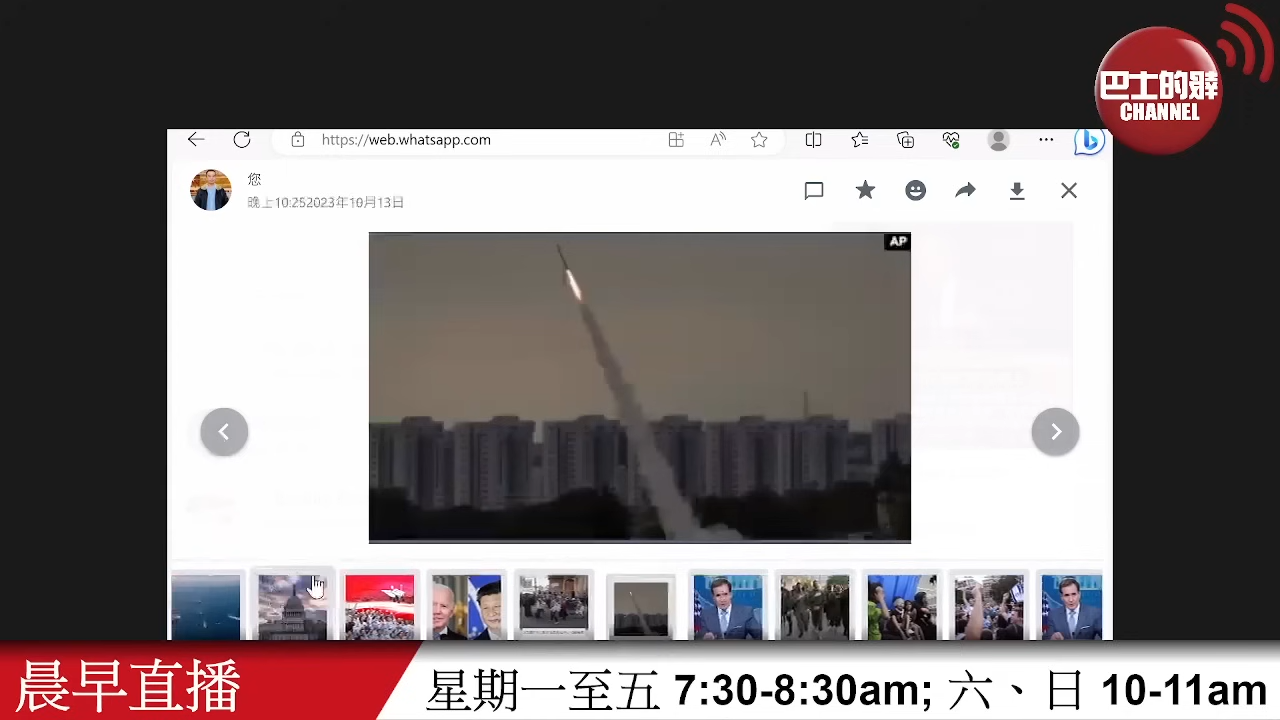 巴士的報
CHANNEL
https://web.whatsapp.com
您
晚上10:252023年10月13日
AP
晨早直播
星期一至五 7:30-8:30am; 六、日 10-11am